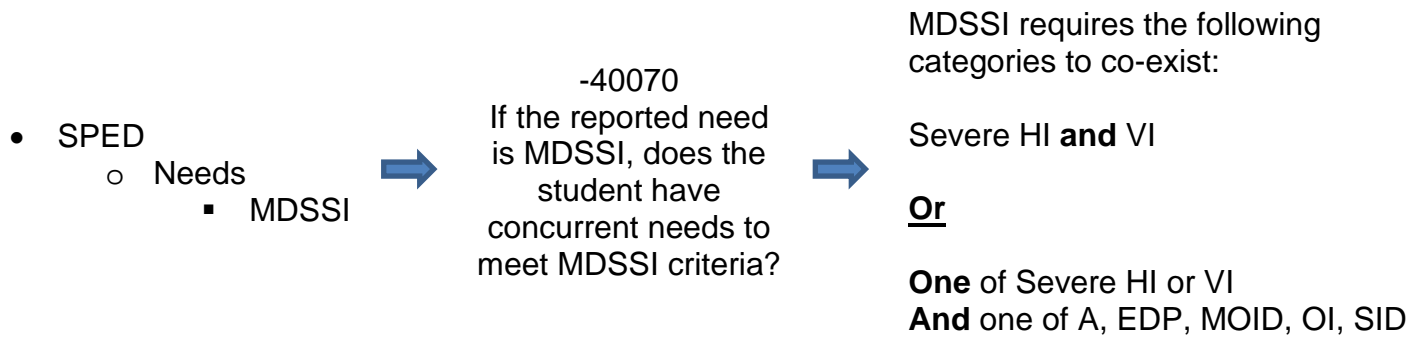 • SPED
o Needs
▪ MDSSI
-40070
If the reported need
is MDSSI, does the
student have
concurrent needs to
meet MDSSI criteria?
MDSSI requires the following
categories to co-exist:
Severe HI and VI
Or
One of Severe HI or VI
And one of A, EDP, MOID, OI, SID